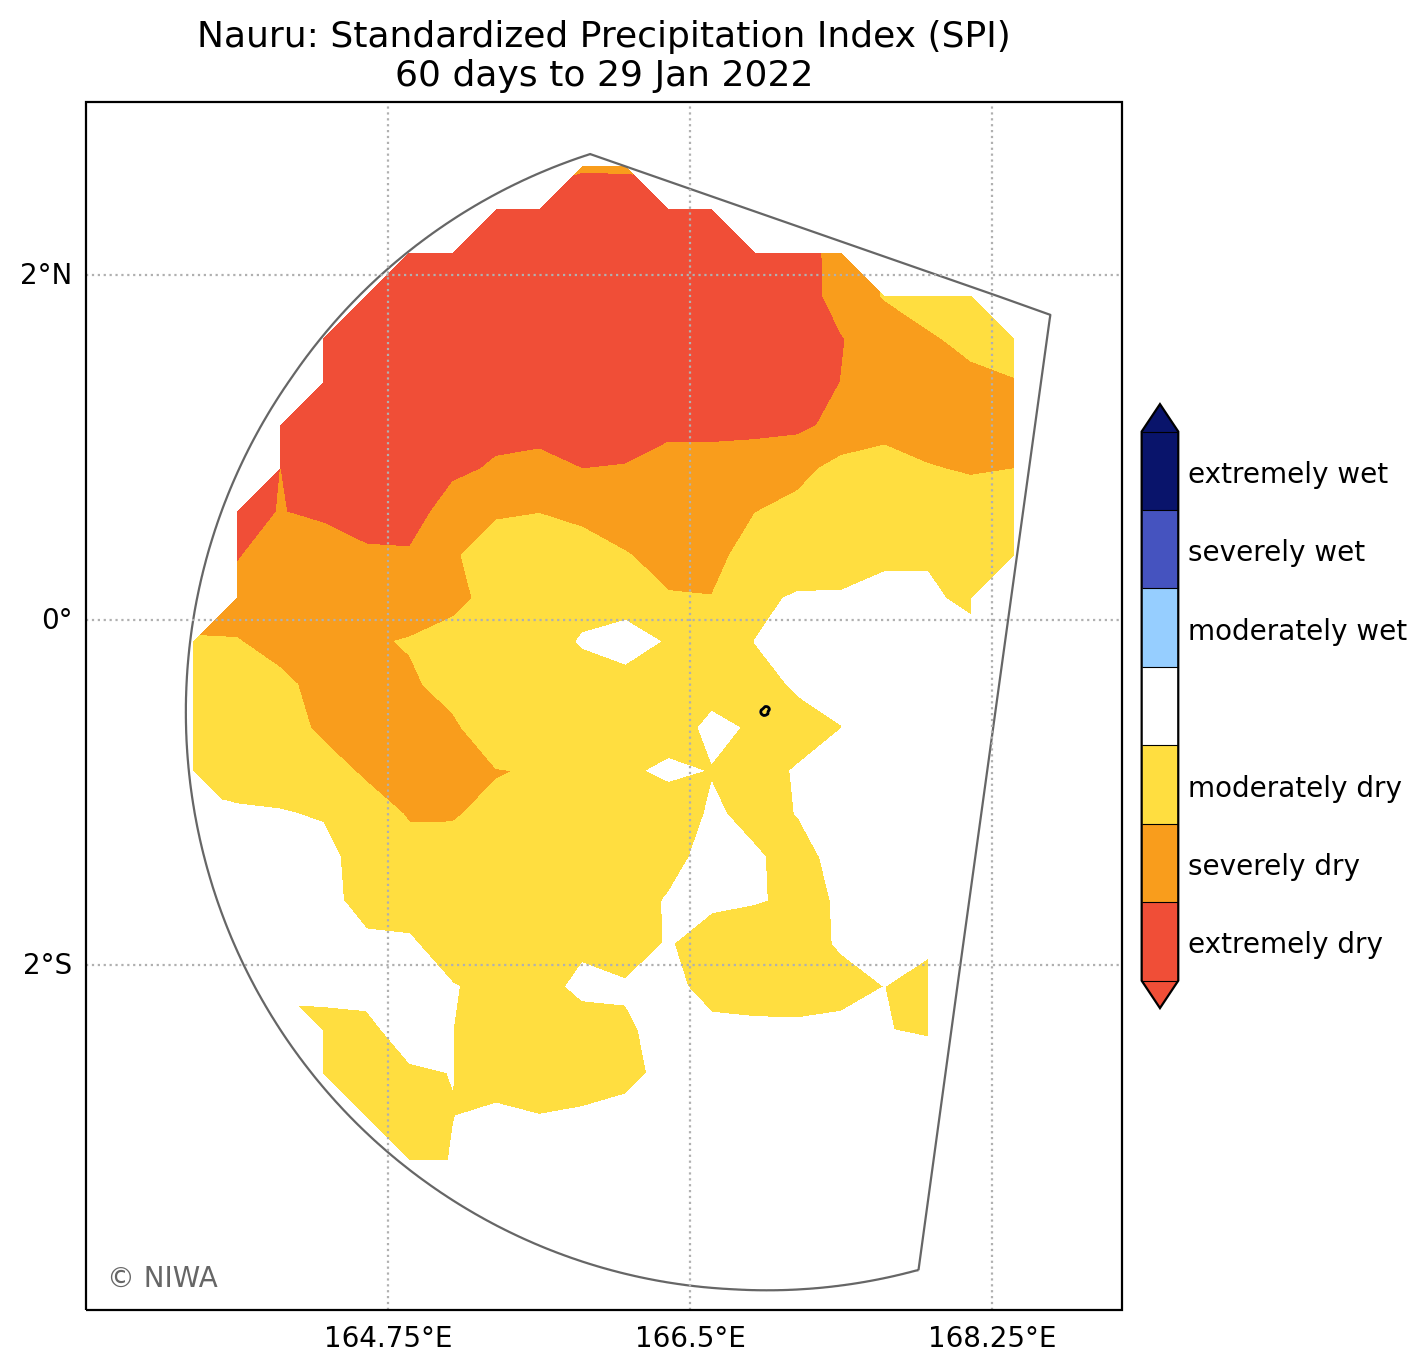 Nauru: Standardized Precipitation Index (SPI)
60 days to 29 Jan 2022
2°N
0°
2°S
164.75°E
166.5°E
168.25°E
extremely wet
severely wet
moderately wet
moderately dry
severely dry
extremely dry
© NIWA